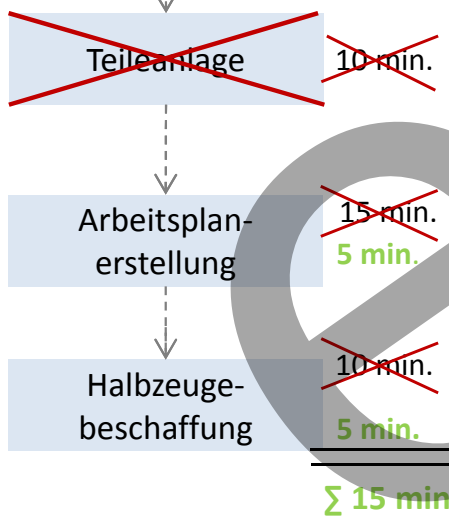 Teileanlage 10 min.
Arbeitsplan-
erstellung
15 min.
5 min.
Halbzeuge-
beschaffung
10 min.
5 min.
∑ 15 min